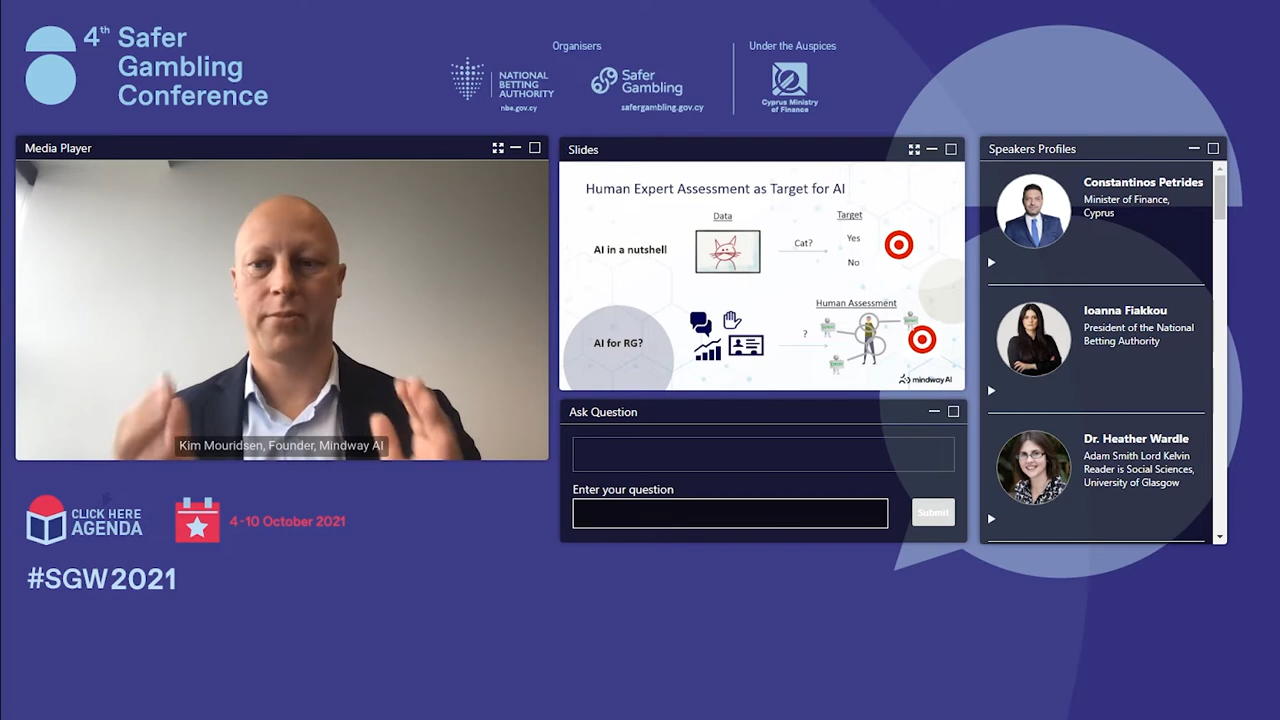 4th Safer
Gambling
Conference
Organisers
NATIONAL
BETTING
AUTHORITY
nba.gov.cy
Safer
Gambling
safergambling.gov.cy
Under the Auspices
Cyprus Ministry
of Finance
Media Player
Kim Mouridsen, Founder, Mindway AI
Slides
Human Expert Assessment as Target for AI
Data
Target
AI in a nutshell
Cat?
Yes
No
Human Assessment
AI for RG?
?
mindway AI
Ask Question
Enter your question
Submit
Speakers Profiles
Constantinos Petrides
Minister of Finance,
Cyprus
Ioanna Fiakkou
President of the National
Betting Authority
Dr. Heather Wardle
Adam Smith Lord Kelvin
Reader is Social Sciences,
University of Glasgow
CLICK HERE
AGENDA
4-10 October 2021
#SGW2021